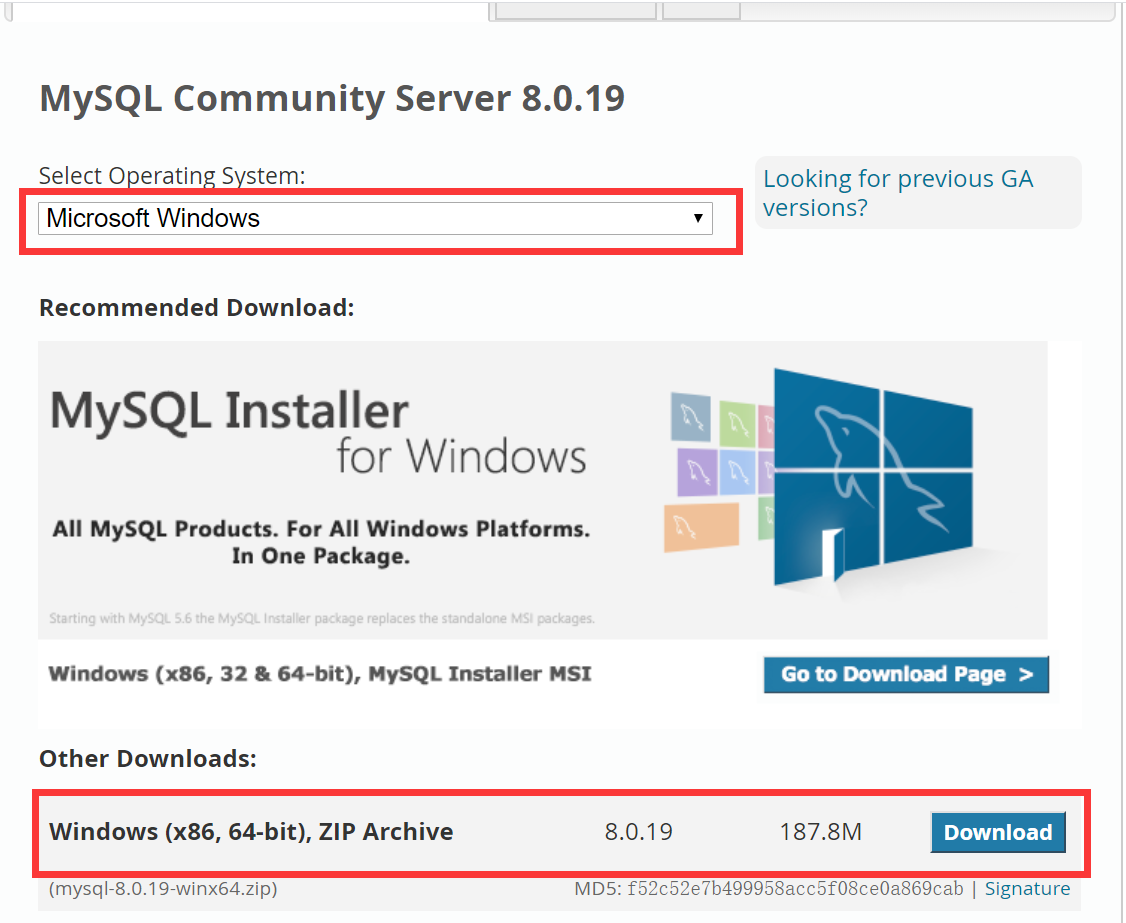 MySQL Community Server 8.0.19
Select Operating System:
Looking for previous GA
versions?
Microsoft Windows
Recommended Download:
MySQL Installer
for Windows
All MySQL Products. For All Windows Platforms.
In One Package.
Starting with MySQL 5.6 the MySQL Installer package replaces the standalone MSI packages.
Windows (x86, 32 & 64-bit), MySQL Installer MSI
Go to Download Page >
Other Downloads:
Windows (x86, 64-bit), ZIP Archive 8.0.19 187.8M Download
(mysql-8.0.19-winx64.zip) MD5: f52c52e7b499958acc5f08ce0a869cab | Signature